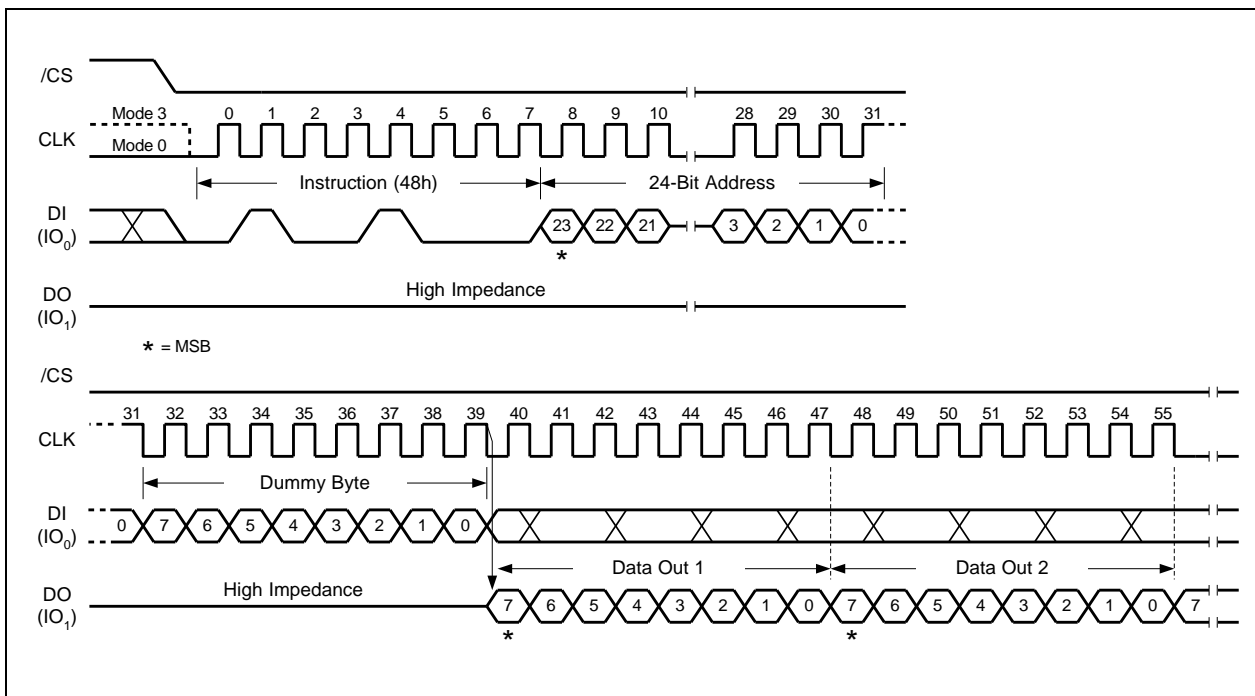 /CS
Mode 3 0 1 2 3 4 5 6 7 8 9 10 28 29 30 31
CLK
Mode 0
Instruction (48h) 24-Bit Address
DI
(IO0)
23 22 21 3 2 1 0
*
High Impedance
DO
(IO1)
* = MSB
/CS
31 32 33 34 35 36 37 38 39 40 41 42 43 44 45 46 47 48 49 50 51 52 53 54 55
CLK
Dummy Byte
DI
(IO0)
0 7 6 5 4 3 2 1 0
Data Out 1 Data Out 2
High Impedance
DO
(IO1)
7 6 5 4 3 2 1 0 7 6 5 4 3 2 1 0 7
* *